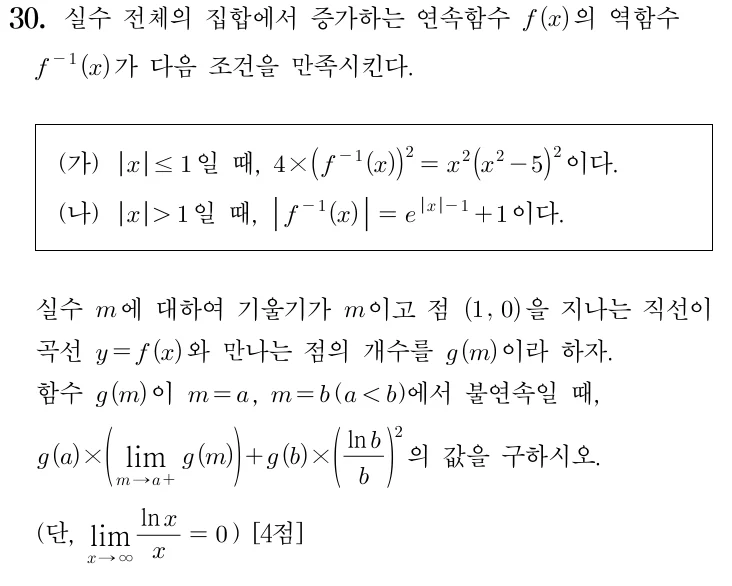 30. 실수 전체의 집합에서 증가하는 연속함수 f(x)의 역함수
f⁻¹(x)가 다음 조건을 만족시킨다.
(가) |x| ≤ 1일 때, 4×(f⁻¹(x))² = x²(x²−5)²이다.
(나) |x| > 1일 때, |f⁻¹(x)| = e^{|x|−1}+1이다.
실수 m에 대하여 기울기가 m이고 점 (1, 0)을 지나는 직선이
곡선 y=f(x)와 만나는 점의 개수를 g(m)이라 하자.
함수 g(m)이 m=a, m=b(a<b)에서 불연속일 때,
g(a)×(lim_{m→a+} g(m))+g(b)×(ln b/b)²의 값을 구하시오.
(단, lim_{x→∞} ln x/x = 0) [4점]